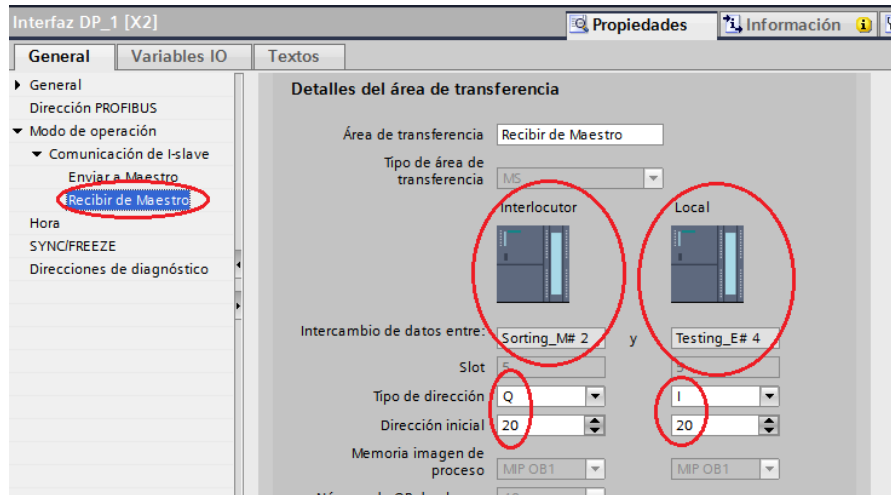 Interfaz DP_1 [X2]
Propiedades
Información
General
Variables IO
Textos
General
Dirección PROFIBUS
Modo de operación
Comunicación de I-slave
Enviar a Maestro
Recibir de Maestro
Hora
SYNC/FREEZE
Direcciones de diagnóstico
Detalles del área de transferencia
Área de transferencia Recibir de Maestro
Tipo de área de
transferencia MS
Interlocutor Local
Intercambio de datos entre: Sorting_M# 2 y Testing_E# 4
Slot 5
Tipo de dirección Q I
Dirección inicial 20 20
Memoria imagen de
proceso MIP OB1 MIP OB1